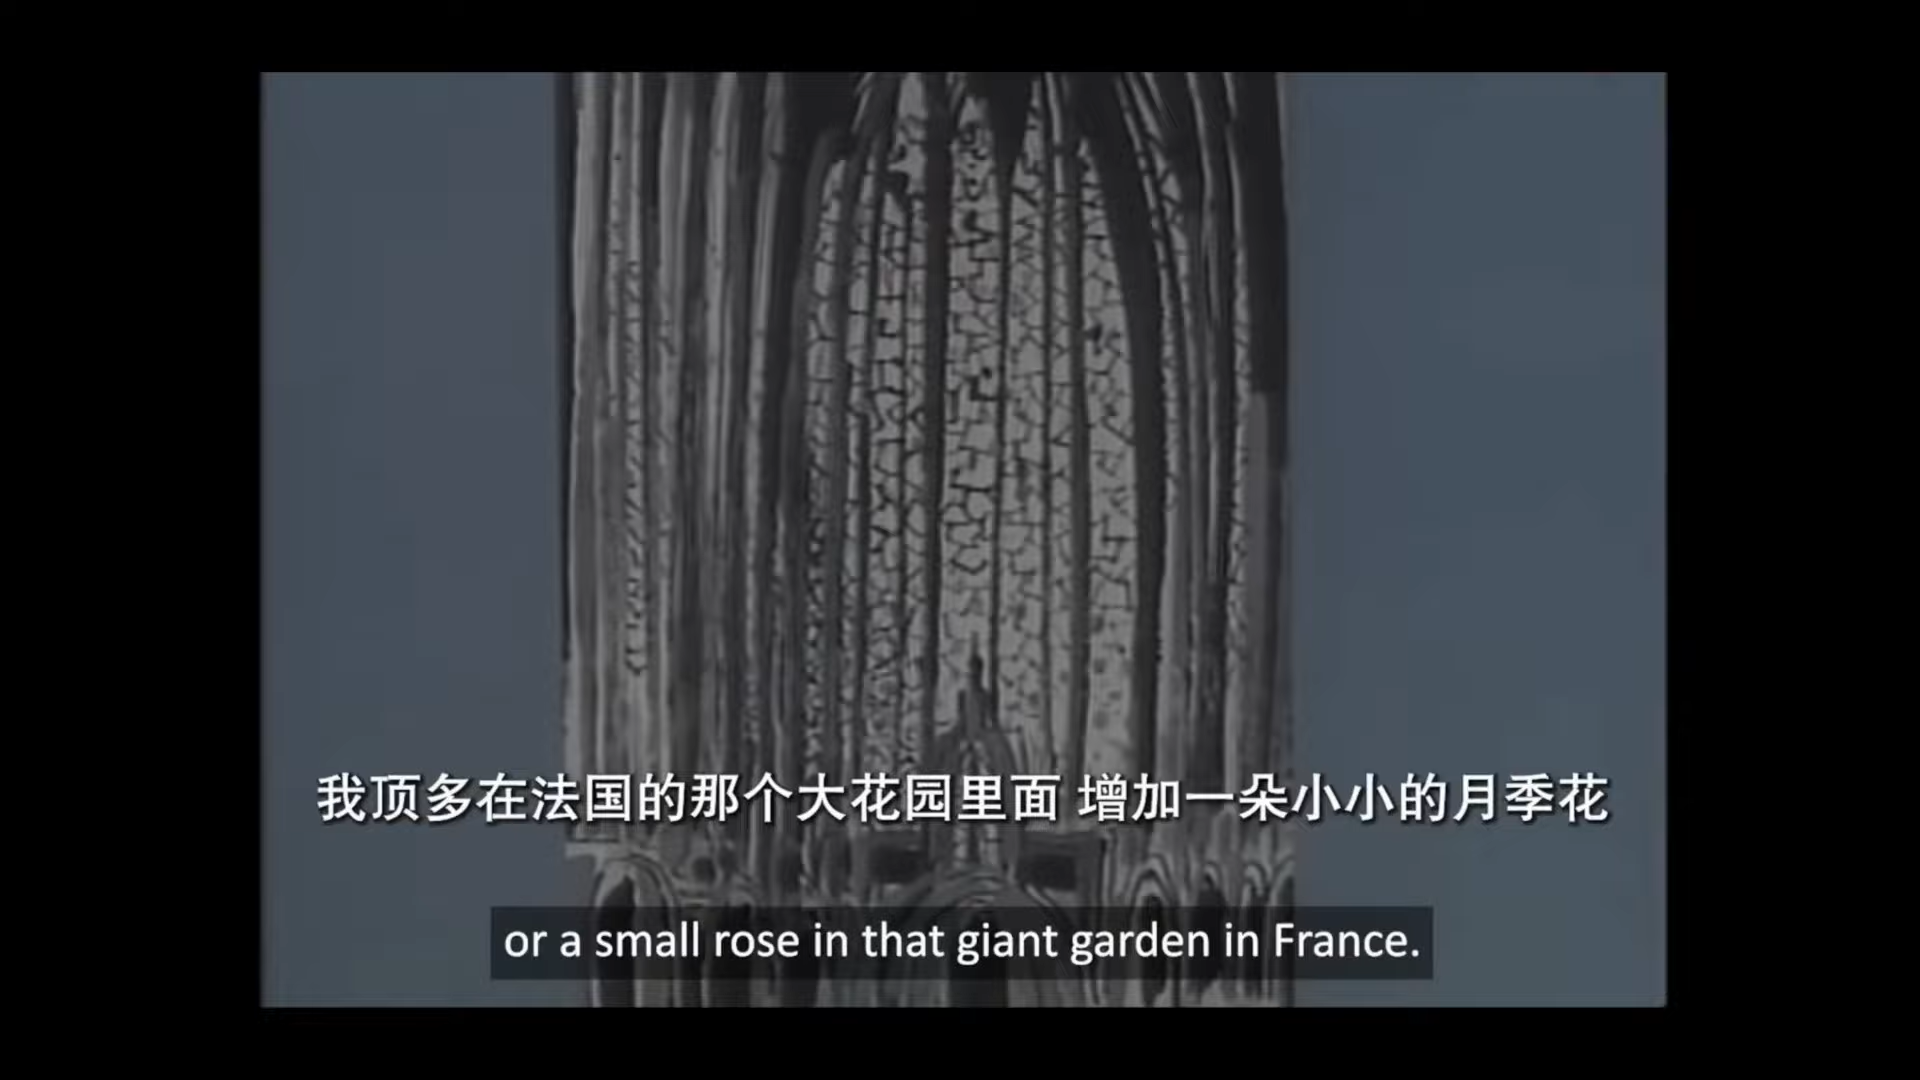 我顶多在法国的那个大花园里面 增加一朵小小的月季花
or a small rose in that giant garden in France.